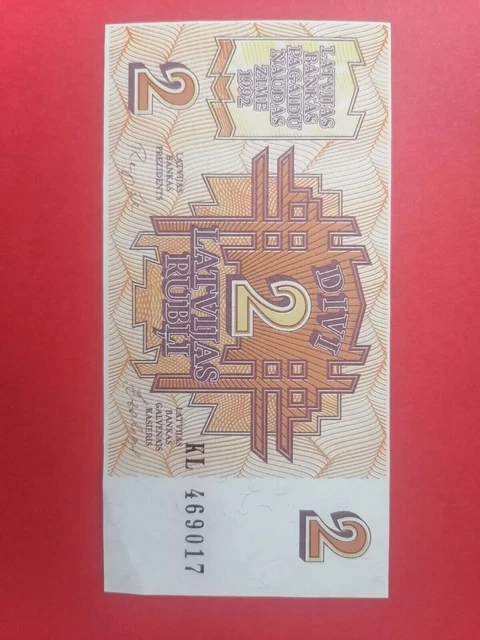 2
LATVIJAS
BANKAS
PAGAIDU
NAUDAS
ZĪME
1992
LATVIJAS
BANKAS
PREZIDENTS
DIVI
2
LATVIJAS
RUBĻI
LATVIJAS
BANKAS
GALVENAIS
KASIERIS
KL 469017
2